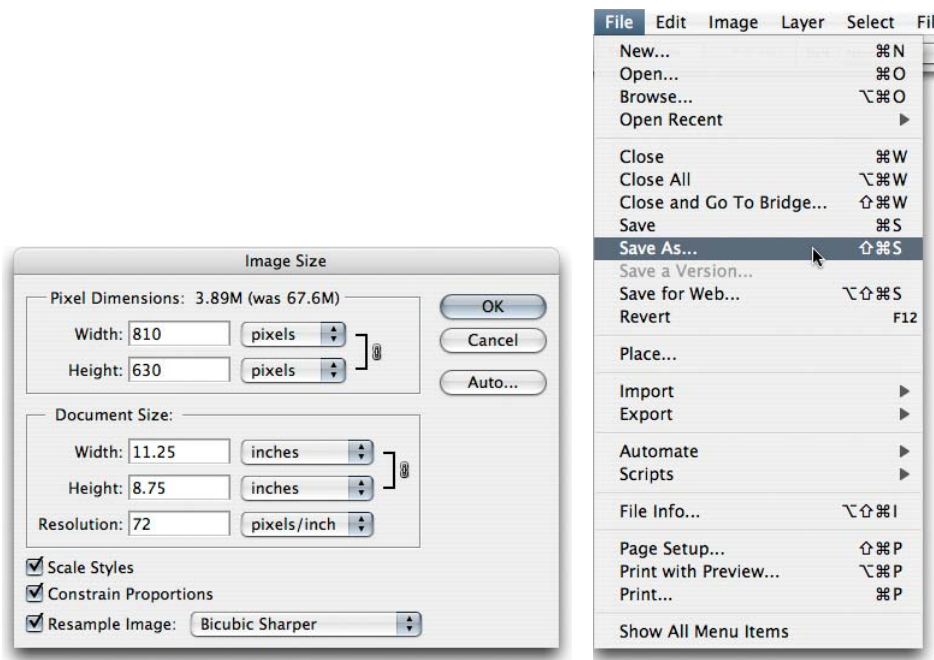 Image Size
Pixel Dimensions: 3.89M (was 67.6M)
Width: 810 pixels
Height: 630 pixels
OK
Cancel
Auto...
Document Size:
Width: 11.25 inches
Height: 8.75 inches
Resolution: 72 pixels/inch
Scale Styles
Constrain Proportions
Resample Image: Bicubic Sharper
File Edit Image Layer Select Fil
New... ⌘N
Open... ⌘O
Browse... ⌥⌘O
Open Recent
Close ⌘W
Close All ⌥⌘W
Close and Go To Bridge... ⇧⌘W
Save ⌘S
Save As... ⇧⌘S
Save a Version...
Save for Web... ⌥⇧⌘S
Revert F12
Place...
Import
Export
Automate
Scripts
File Info... ⌥⇧⌘I
Page Setup... ⇧⌘P
Print with Preview... ⌥⌘P
Print... ⌘P
Show All Menu Items